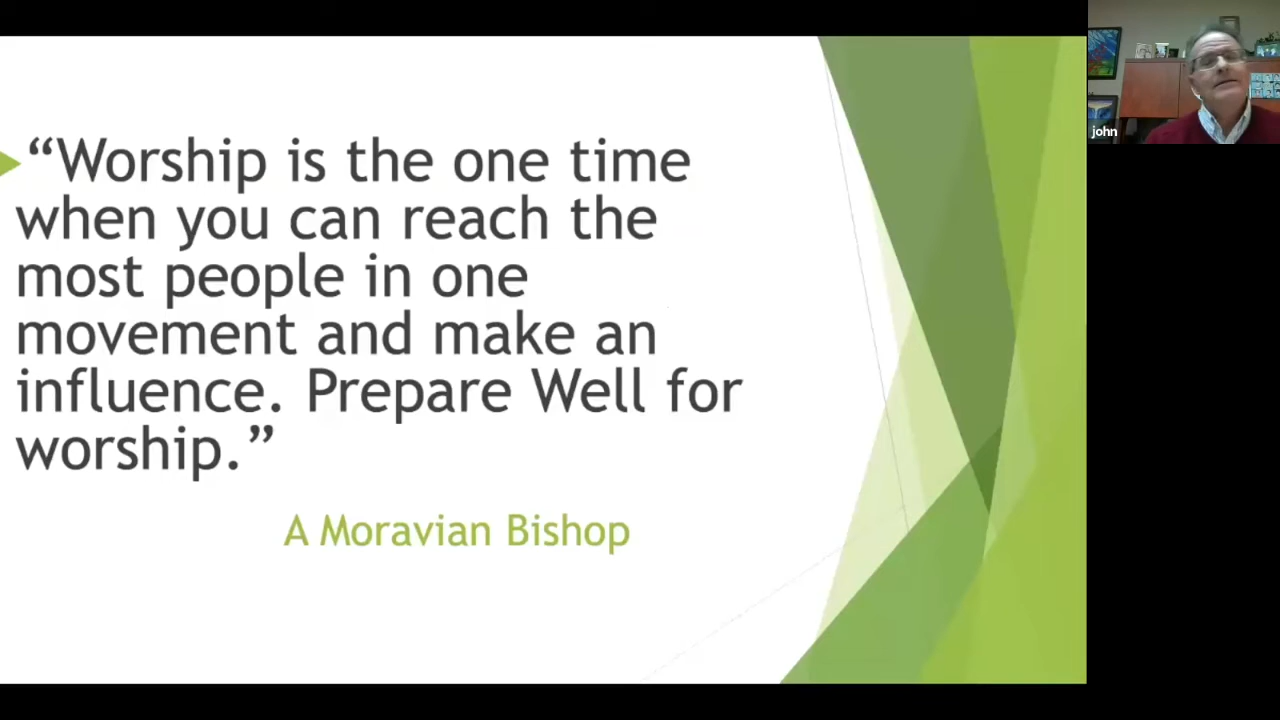 “Worship is the one time
when you can reach the
most people in one
movement and make an
influence. Prepare Well for
worship.”
A Moravian Bishop
john